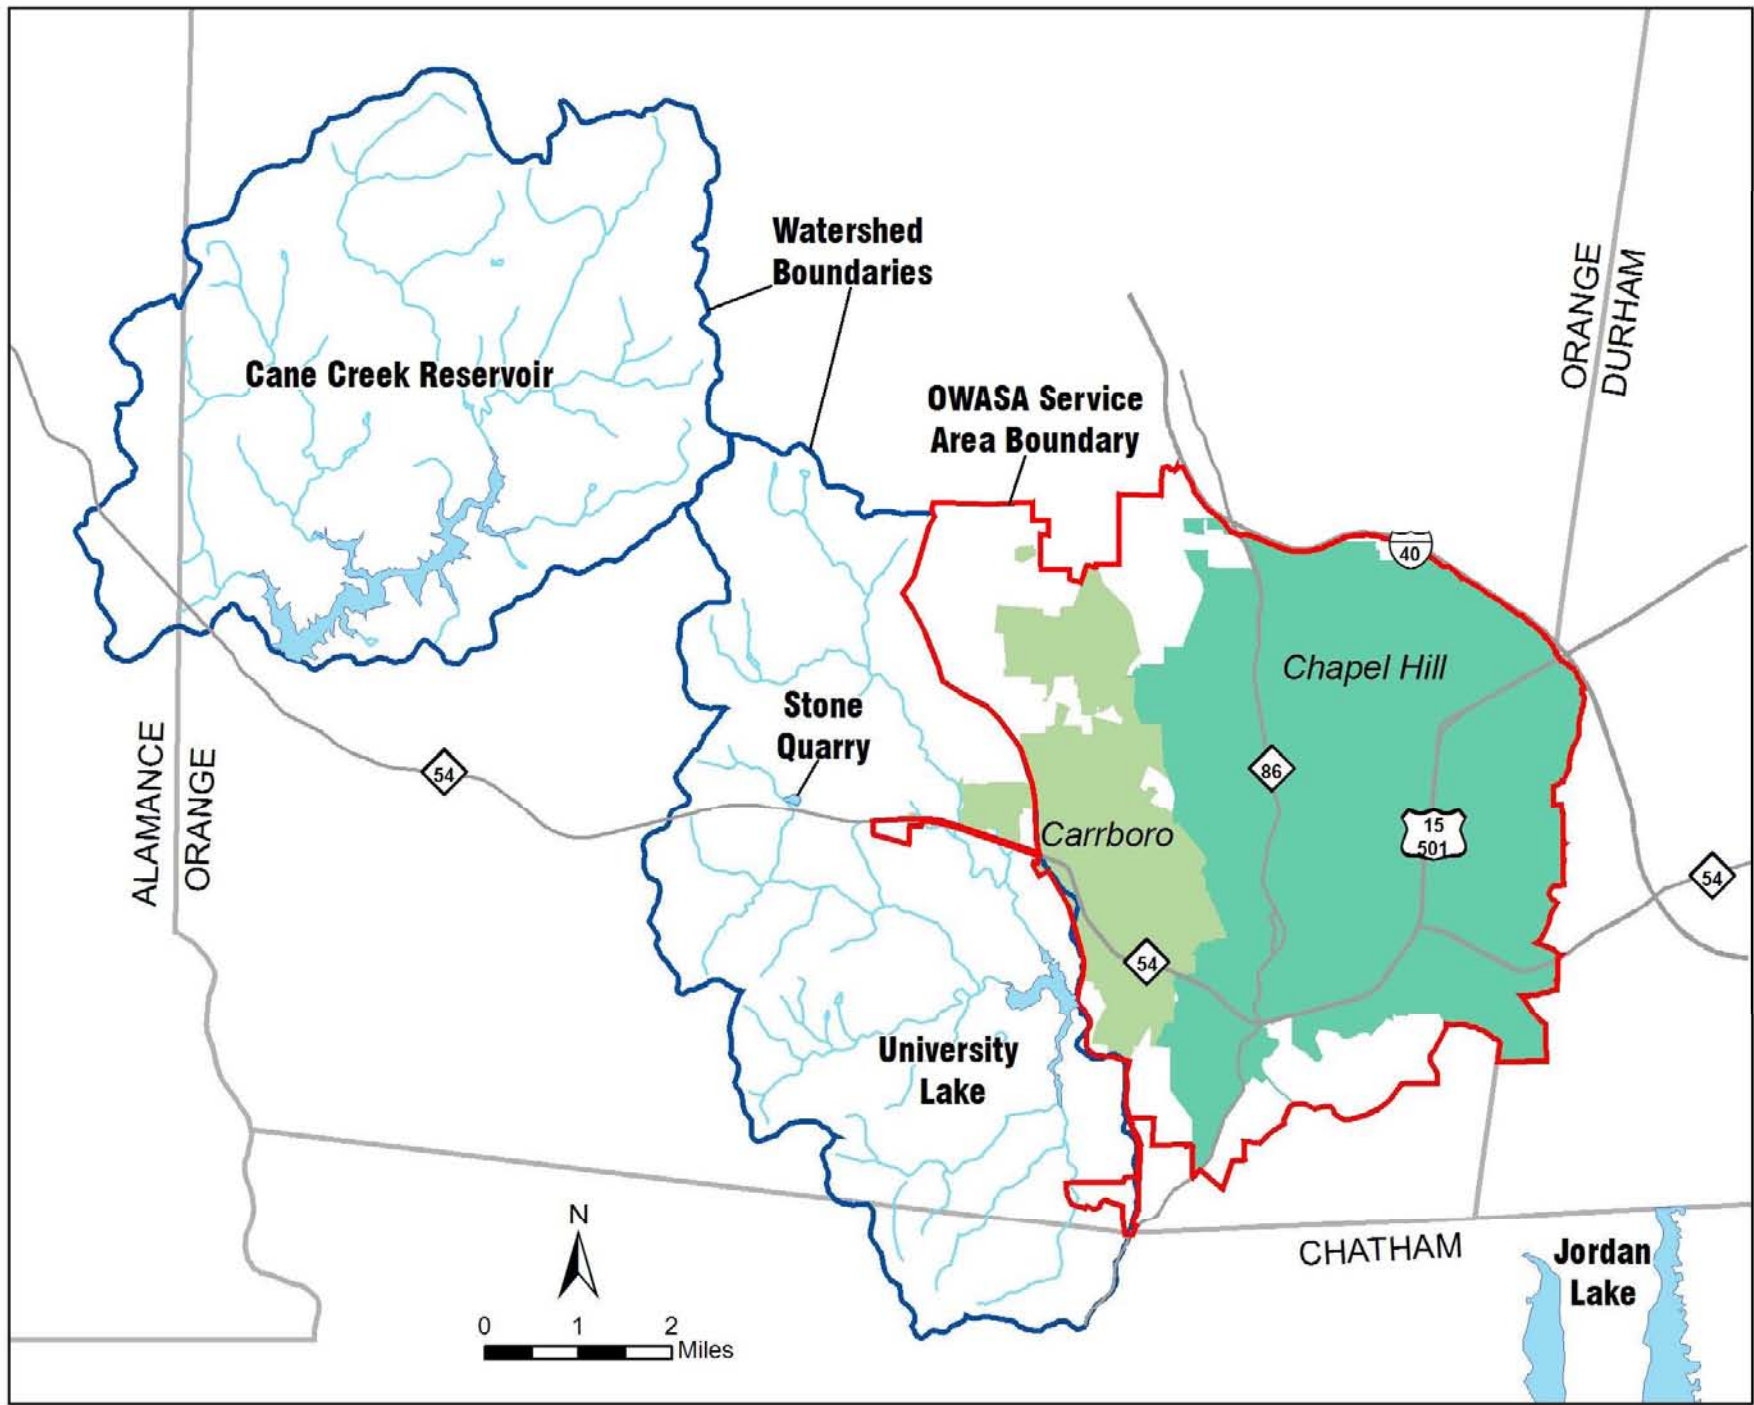 Watershed
Boundaries
Cane Creek Reservoir
OWASA Service
Area Boundary
ORANGE
DURHAM
40
Chapel Hill
Stone
Quarry
ALAMANCE
ORANGE
54
86
Carrboro
15
501
54
54
University
Lake
N
0 1 2
Miles
CHATHAM
Jordan
Lake